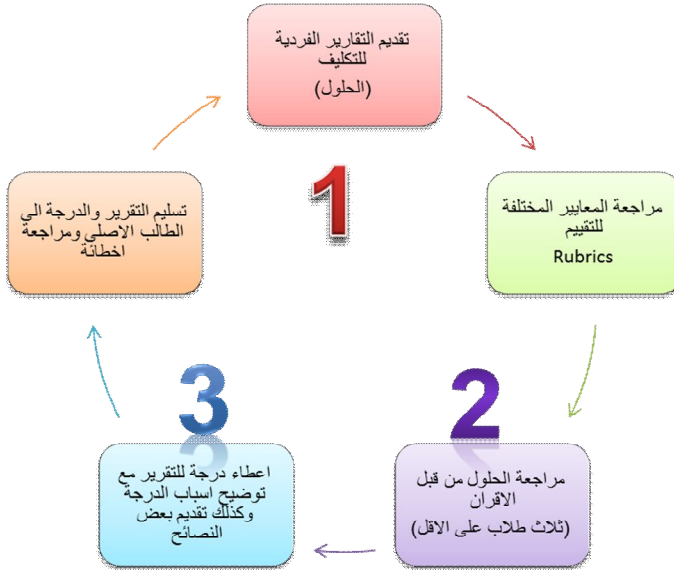 تقديم التقارير الفردية
للتكليف
(الحلول)
1
مراجعة المعايير المختلفة
للتقييم
Rubrics
2
مراجعة الحلول من قبل
الاقران
(ثلاث طلاب على الاقل)
3
اعطاء درجة للتقرير مع
توضيح اسباب الدرجة
وكذلك تقديم بعض
النصائح
تسليم التقرير والدرجة الى
الطالب الاصلى ومراجعة
اخطائة